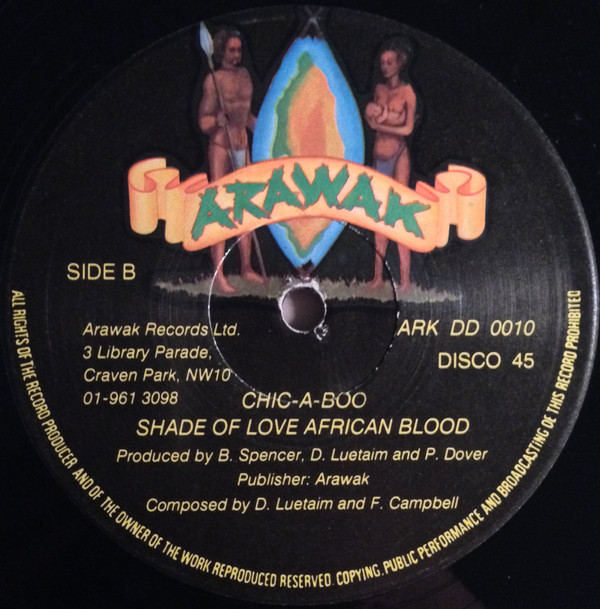 ARAWAK
SIDE B
Arawak Records Ltd.
3 Library Parade,
Craven Park, NW10
01-961 3098
ARK DD 0010
DISCO 45
CHIC-A-BOO
SHADE OF LOVE AFRICAN BLOOD
Produced by B. Spencer, D. Luetaim and P. Dover
Publisher: Arawak
Composed by D. Luetaim and F. Campbell
ALL RIGHTS OF THE RECORD PRODUCER AND OF THE OWNER OF THE WORK REPRODUCED RESERVED. COPYING. PUBLIC PERFORMANCE AND BROADCASTING OE THIS RECORD PROHIBITED